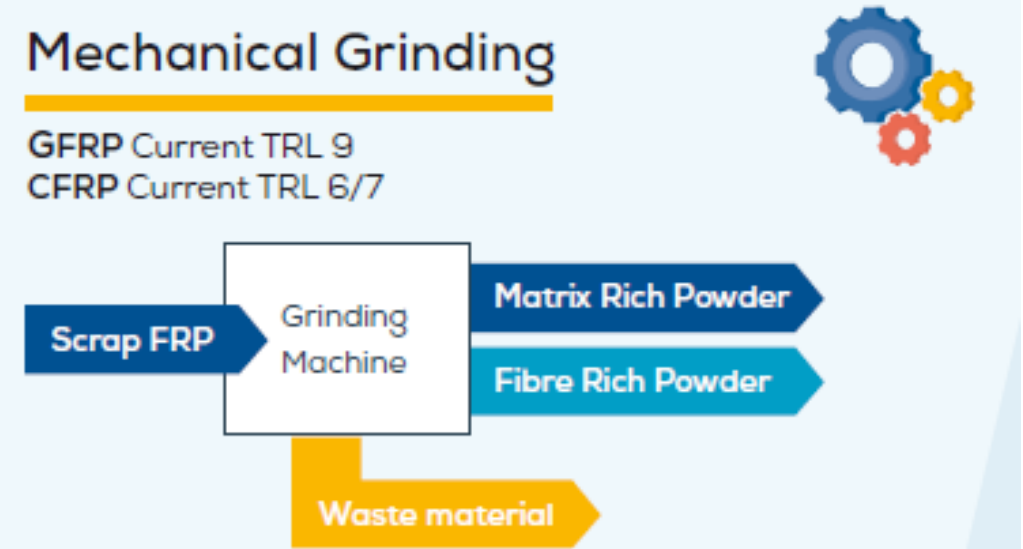 Mechanical Grinding
GFRP Current TRL 9
CFRP Current TRL 6/7
Scrap FRP
Grinding
Machine
Matrix Rich Powder
Fibre Rich Powder
Waste material